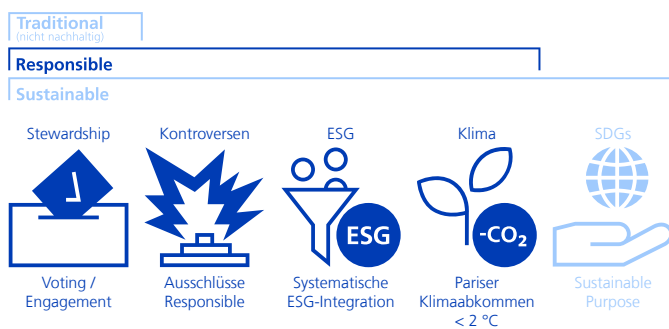 Traditional
(nicht nachhaltig)
Responsible
Sustainable
Stewardship Kontroversen ESG Klima SDGs
ESG -CO₂
Voting / Ausschlüsse Systematische Pariser Sustainable
Engagement Responsible ESG-Integration Klimaabkommen Purpose
< 2 °C